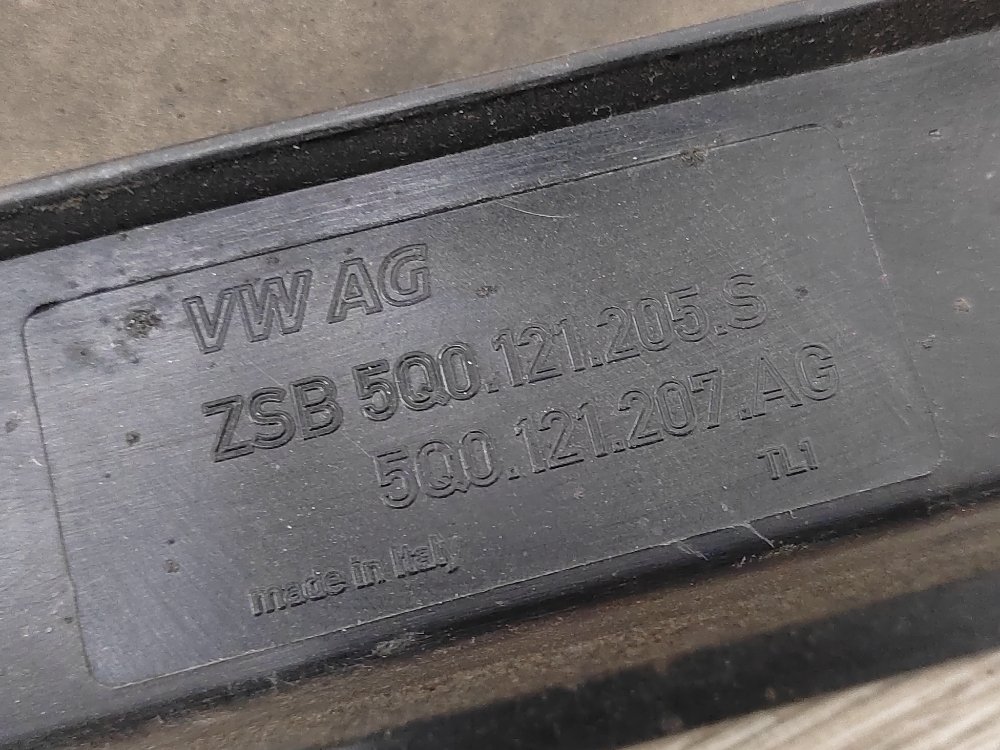 VW AG
ZSB 5Q0.121.205.S
5Q0.121.207.AG
TL1
made in Italy